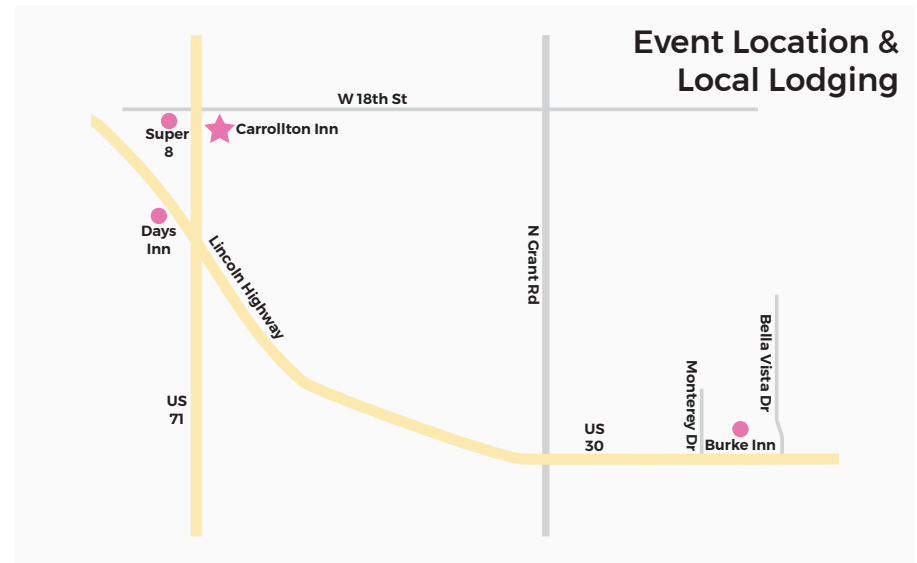 Event Location &
Local Lodging
W 18th St
Super
8
Carrollton Inn
Days
Inn
Lincoln Highway
N Grant Rd
US
71
US
30
Monterey Dr
Bella Vista Dr
Burke Inn